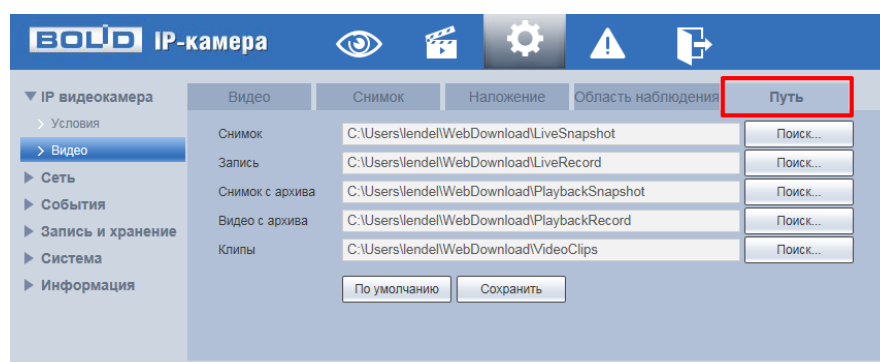 BOLID IP-камера
IP видеокамера
Условия
Видео
Сеть
События
Запись и хранение
Система
Информация
Видео Снимок Наложение Область наблюдения Путь
Снимок C:\Users\lendel\WebDownload\LiveSnapshot Поиск...
Запись C:\Users\lendel\WebDownload\LiveRecord Поиск...
Снимок с архива C:\Users\lendel\WebDownload\PlaybackSnapshot Поиск...
Видео с архива C:\Users\lendel\WebDownload\PlaybackRecord Поиск...
Клипы C:\Users\lendel\WebDownload\VideoClips Поиск...
По умолчанию Сохранить